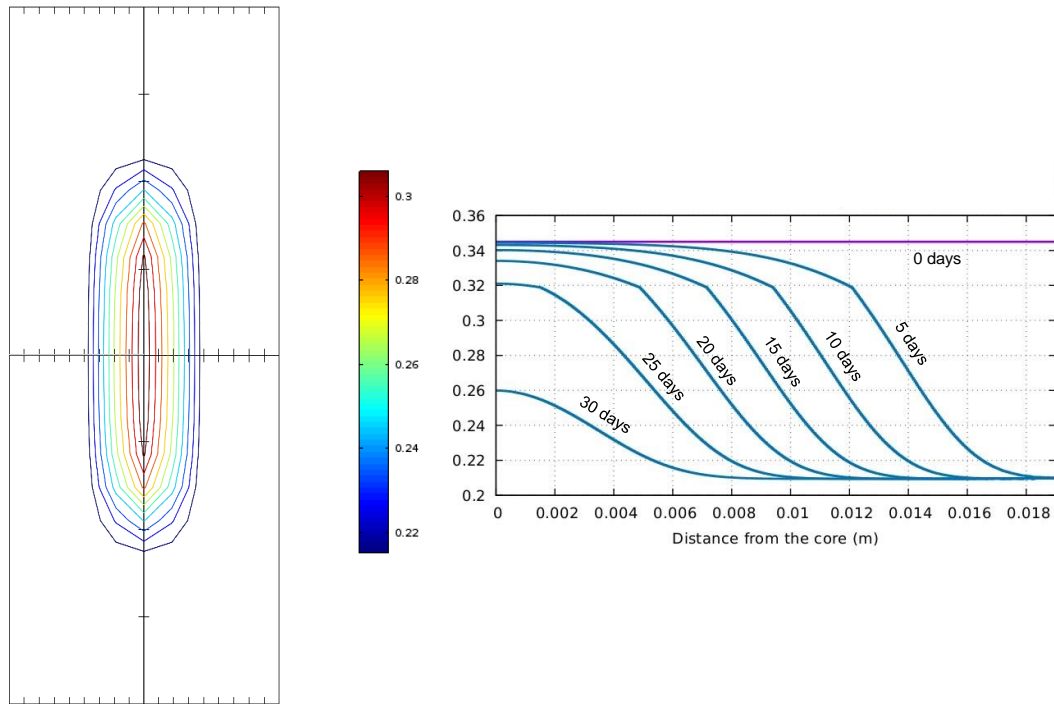 0.3
0.28
0.26
0.24
0.22
0.36
0.34
0.32
0.3
0.28
0.26
0.24
0.22
0.2
0 days
5 days
10 days
15 days
20 days
25 days
30 days
0 0.002 0.004 0.006 0.008 0.01 0.012 0.014 0.016 0.018
Distance from the core (m)